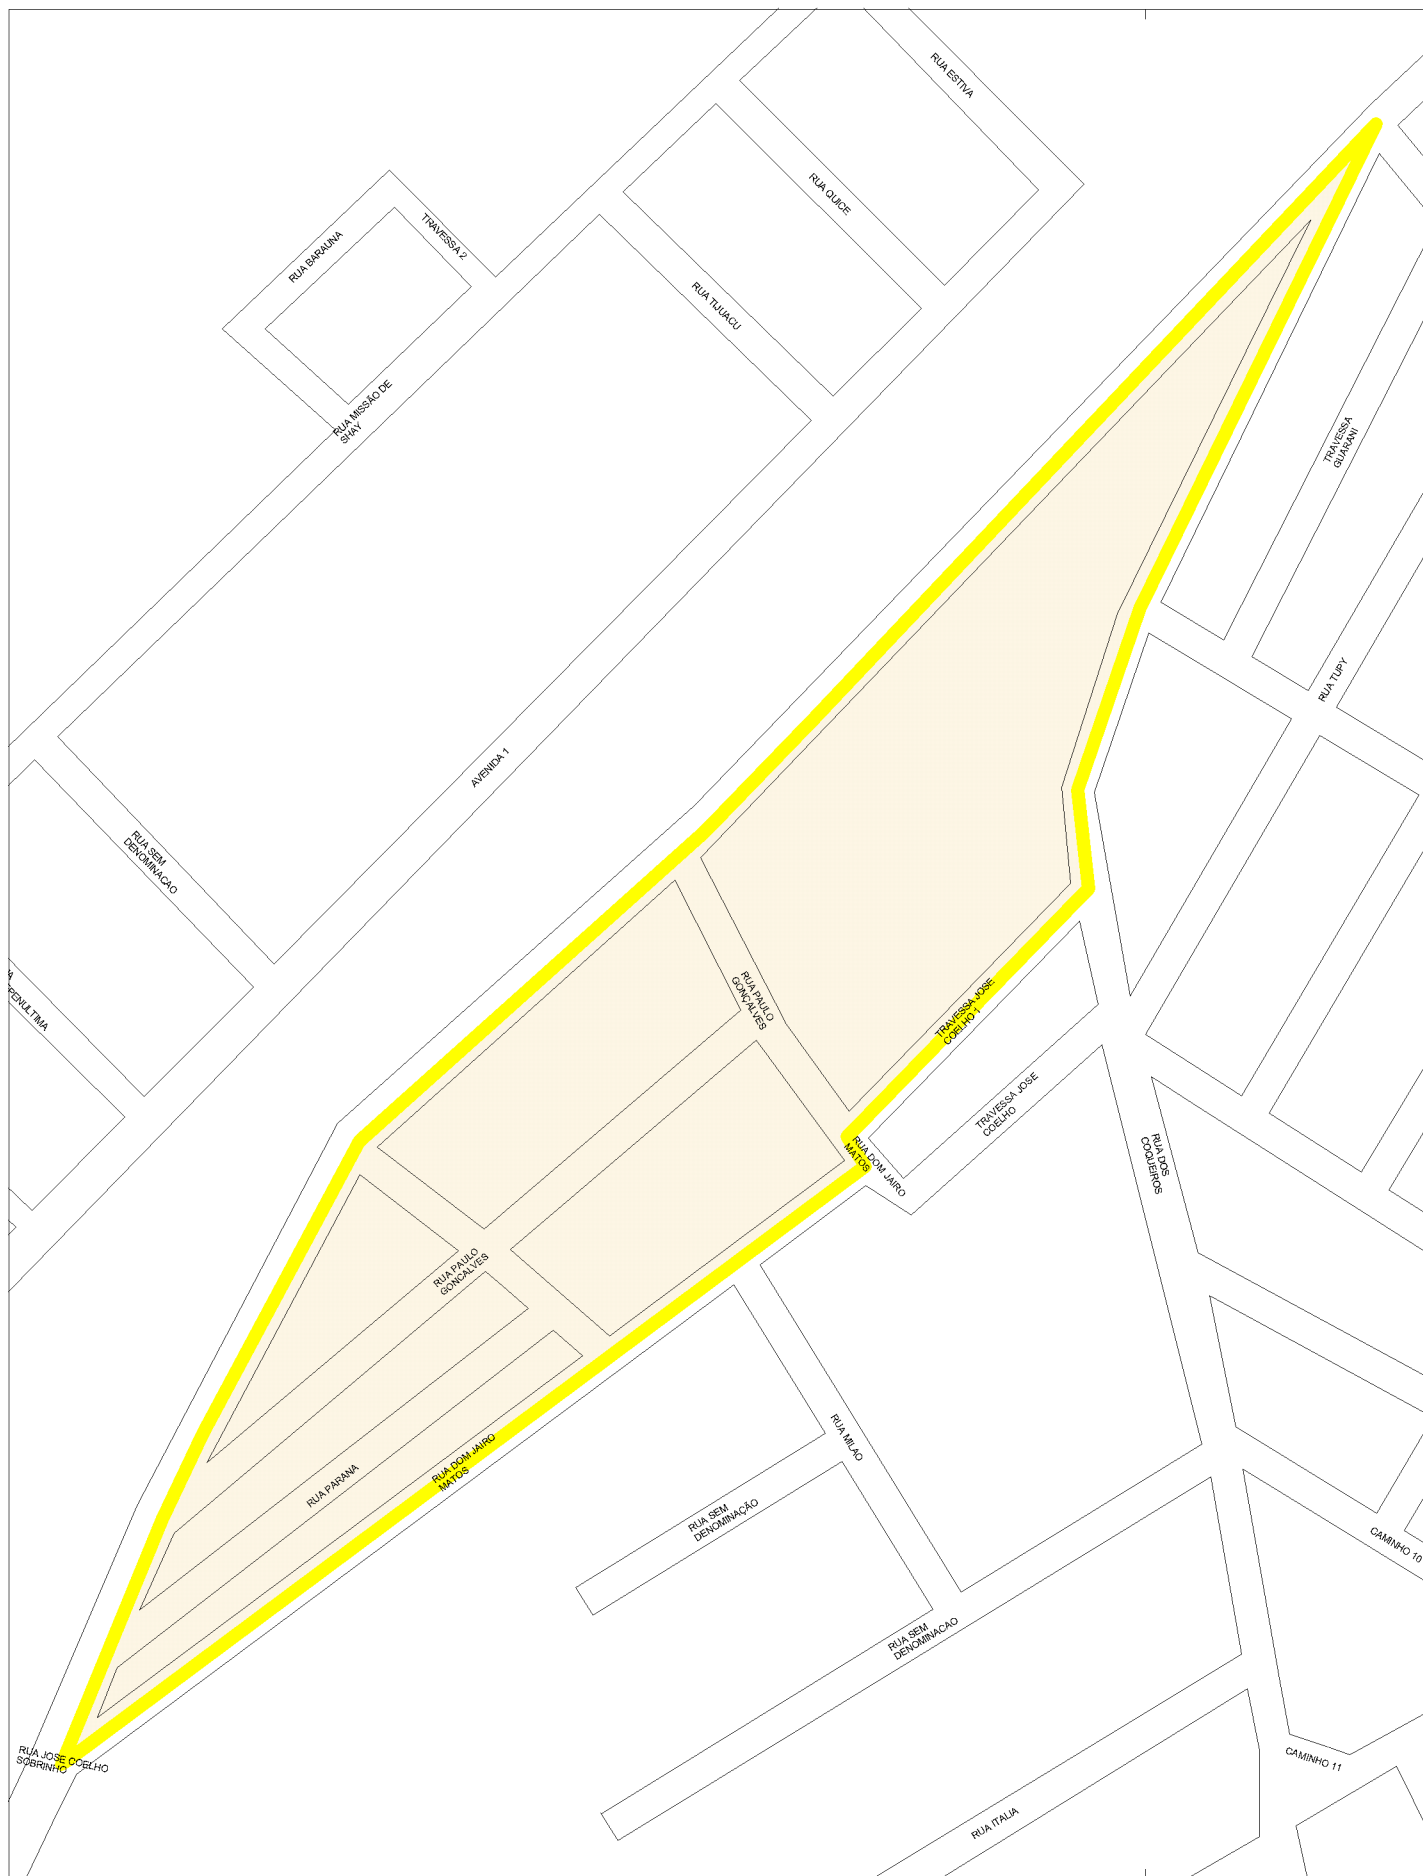 RUA ESTIVA
RUA QUICE
TRAVESSA 2
RUA BARAUNA
RUA TIJUACU
RUA MISSÃO DE
SHAY
TRAVESSA
GUARANI
RUA TUPY
AVENIDA 1
RUA SEM
DENOMINACAO
PENULTIMA
RUA PAULO
GONÇALVES
TRAVESSA JOSE
COELHO 1
TRAVESSA JOSE
COELHO
RUA DOM JAIRO
MATOS
RUA DOS
COQUEIROS
RUA PAULO
GONCALVES
RUA MILAO
RUA DOM JAIRO
MATOS
RUA PARANA
RUA SEM
DENOMINAÇÃO
CAMINHO 10
RUA SEM
DENOMINACAO
RUA JOSE COELHO
SOBRINHO
CAMINHO 11
RUA ITALIA